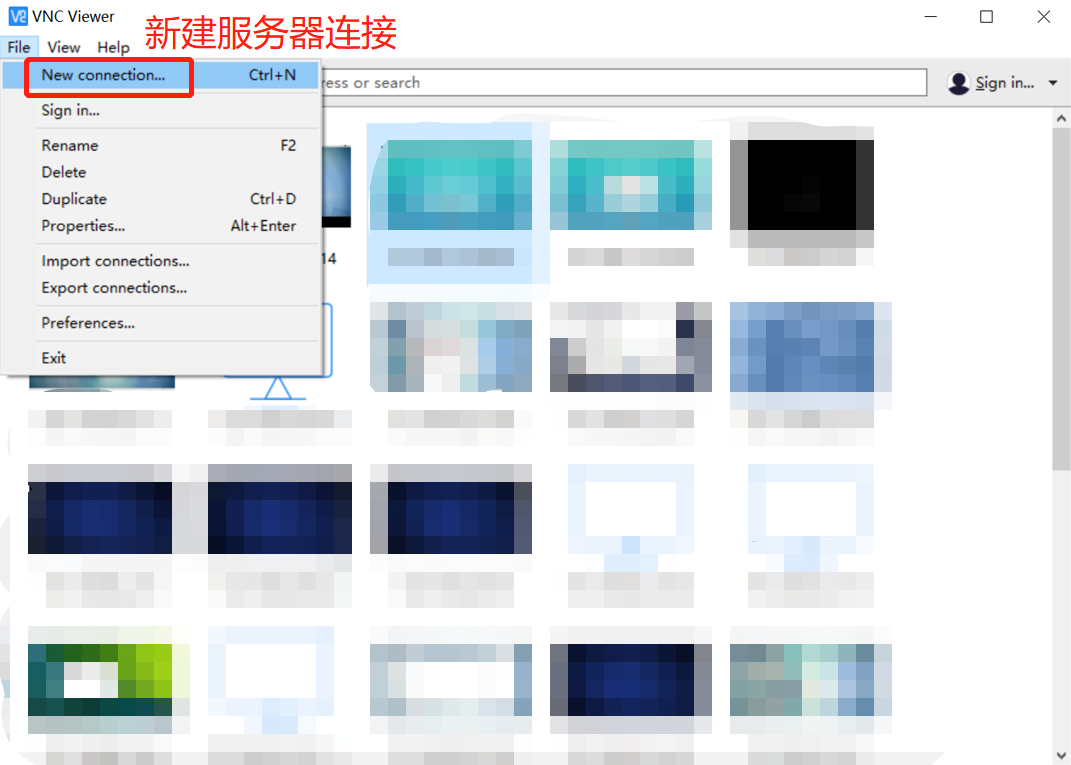 VNC Viewer
新建服务器连接
File View Help
New connection... Ctrl+N
ress or search
Sign in...
Sign in...
Rename F2
Delete
Duplicate Ctrl+D
Properties... Alt+Enter
14
Import connections...
Export connections...
Preferences...
Exit